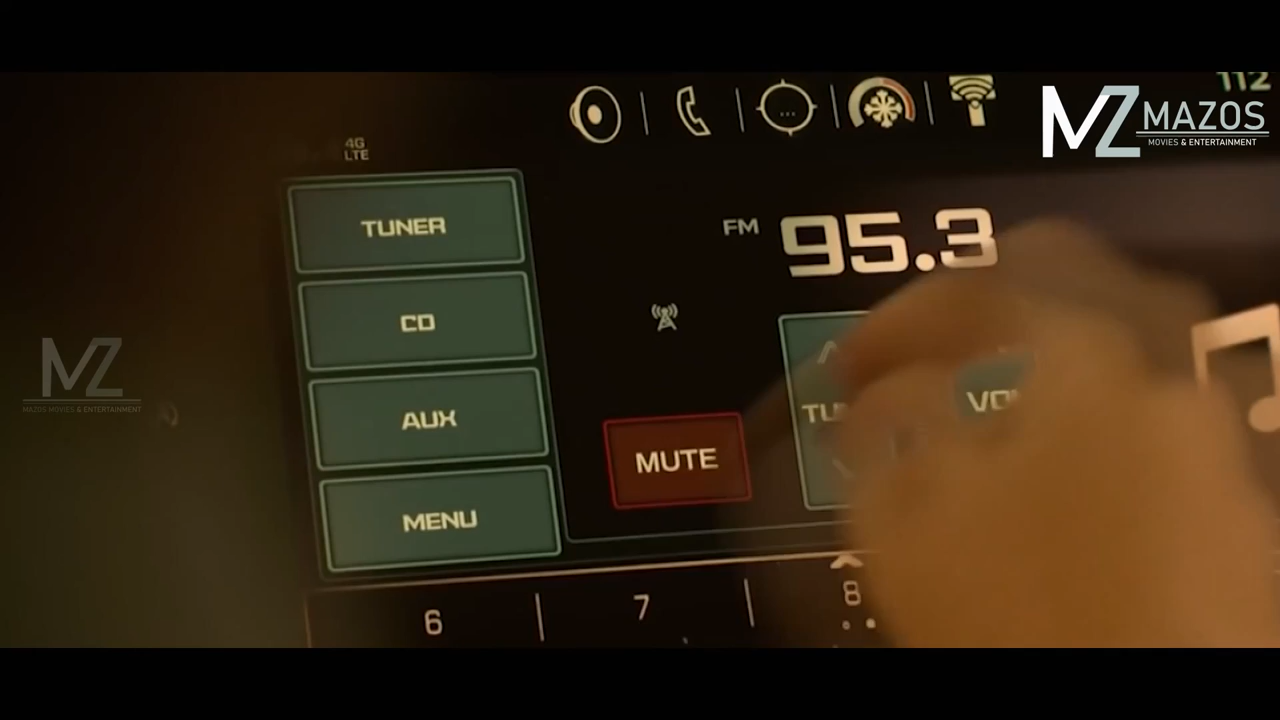 112
MZ MAZOS
MOVIES & ENTERTAINMENT
4G
LTE
TUNER
FM 95.3
CD
MZ
MAZOS MOVIES & ENTERTAINMENT
AUX
MUTE
MENU
6 7 8